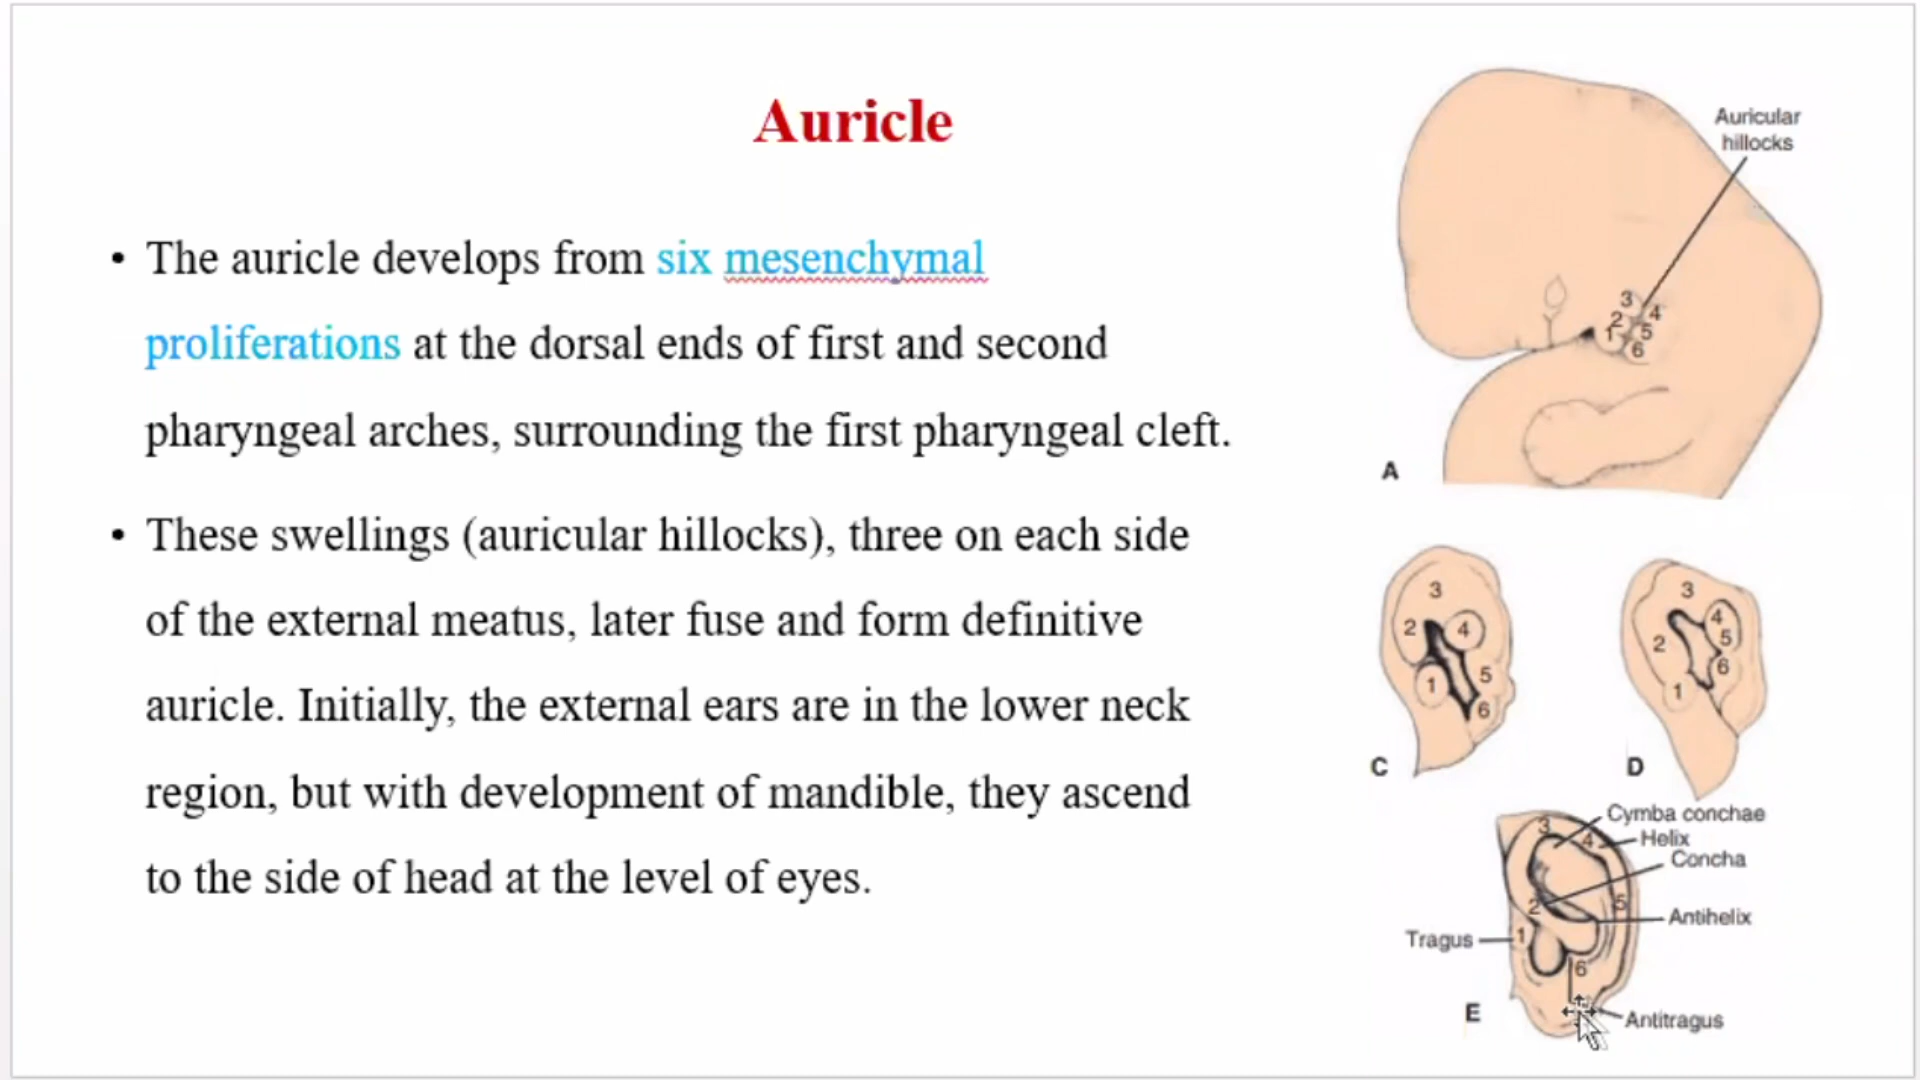 Auricle
• The auricle develops from six mesenchymal
proliferations at the dorsal ends of first and second
pharyngeal arches, surrounding the first pharyngeal cleft.
• These swellings (auricular hillocks), three on each side
of the external meatus, later fuse and form definitive
auricle. Initially, the external ears are in the lower neck
region, but with development of mandible, they ascend
to the side of head at the level of eyes.
Auricular
hillocks
3
4
2
1
5
6
A
3
2
4
1
5
6
C
3
4
2
5
6
1
D
Cymba conchae
3
4
Helix
Concha
2
5
Antihelix
Tragus
1
6
E
Antitragus